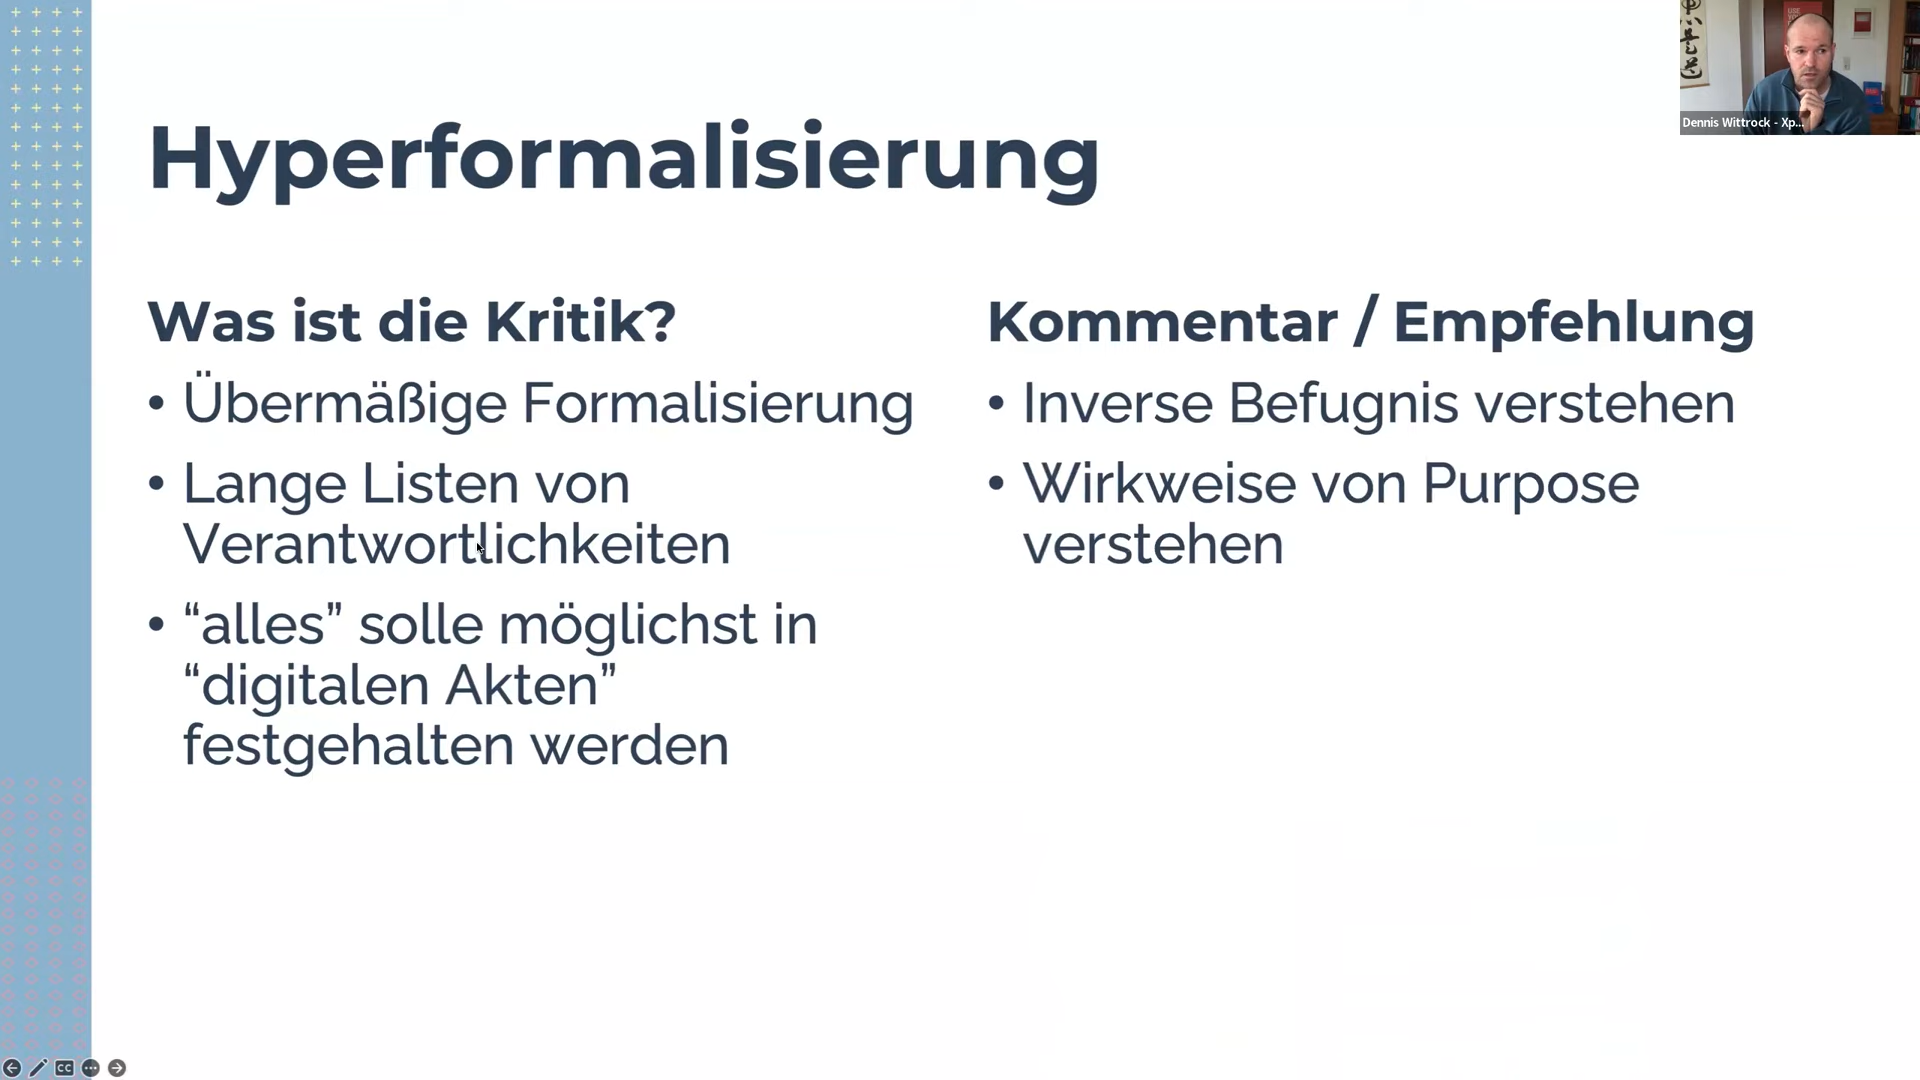 Hyperformalisierung
Was ist die Kritik?
• Übermäßige Formalisierung
• Lange Listen von
Verantwortlichkeiten
• “alles” solle möglichst in
“digitalen Akten”
festgehalten werden
Kommentar / Empfehlung
• Inverse Befugnis verstehen
• Wirkweise von Purpose
verstehen
Dennis Wittrock - Xp...
CC